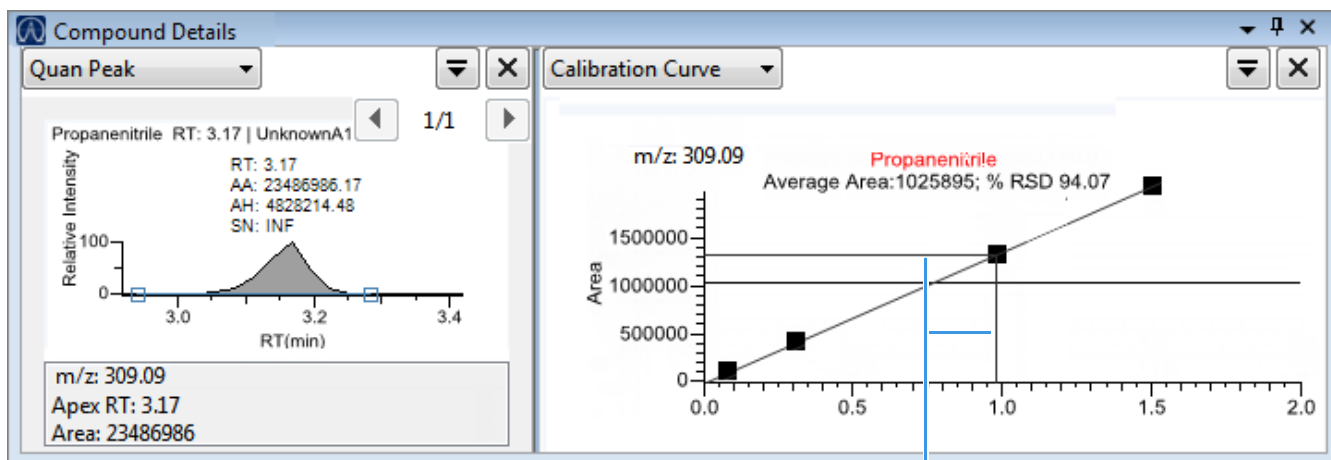 Compound Details
Quan Peak
1/1
Propanenitrile RT: 3.17 | UnknownA1
RT: 3.17
AA: 23486986.17
AH: 4828214.48
SN: INF
Relative Intensity
100
0
3.0 3.2 3.4
RT(min)
m/z: 309.09
Apex RT: 3.17
Area: 23486986
Calibration Curve
m/z: 309.09
Propanenitrile
Average Area:1025895; % RSD 94.07
Area
1500000
1000000
500000
0
0.0 0.5 1.0 1.5 2.0